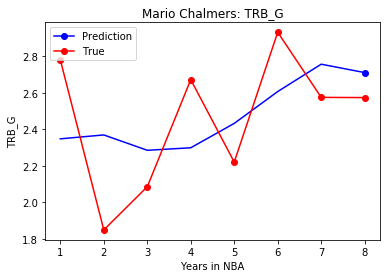 Mario Chalmers: TRB_G
Prediction
True
TRB_G
2.8
2.6
2.4
2.2
2.0
1.8
1 2 3 4 5 6 7 8
Years in NBA